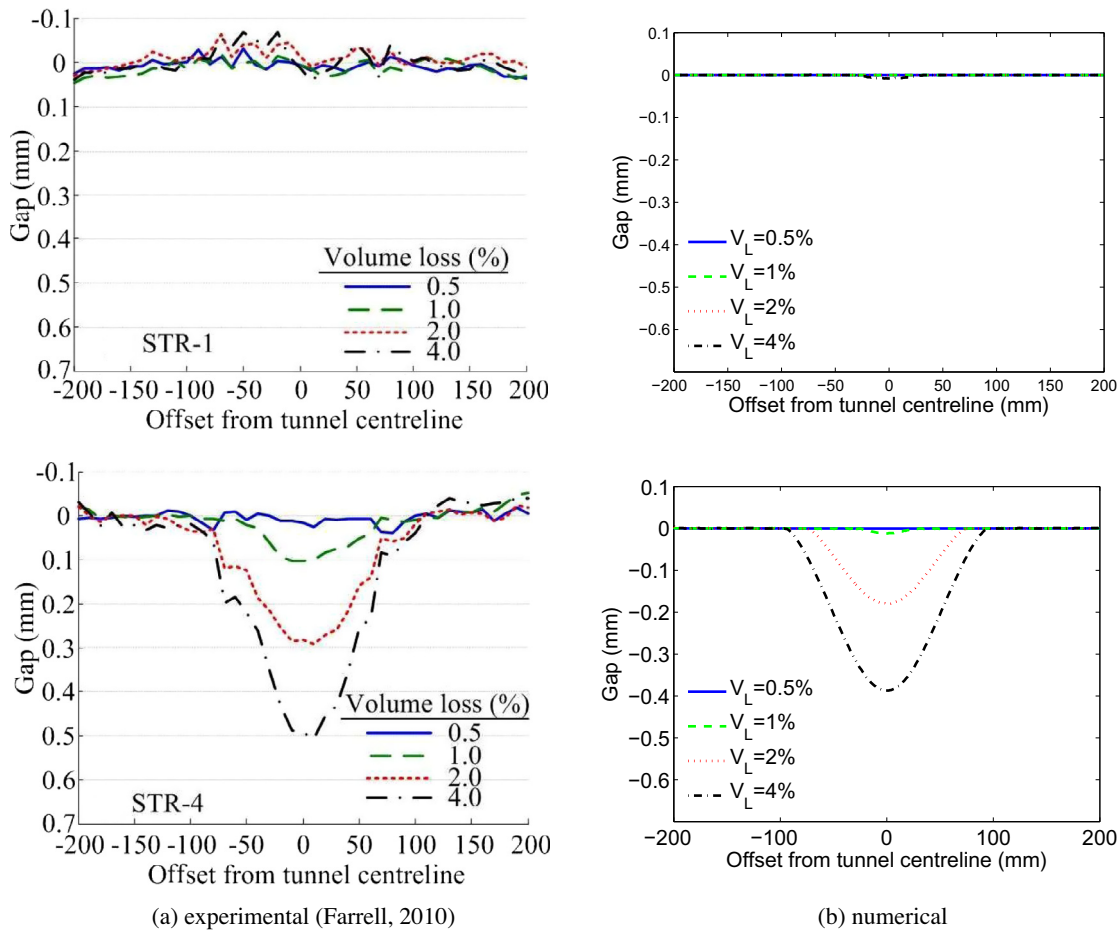 -0.1
0
0.1
0.2
0.3
0.4
0.5
0.6
0.7
Gap (mm)
Volume loss (%)
0.5
1.0
2.0
4.0
STR-1
-200 -150 -100 -50 0 50 100 150 200
Offset from tunnel centreline
0.1
0
−0.1
−0.2
−0.3
−0.4
−0.5
−0.6
Gap (mm)
V_L=0.5%
V_L=1%
V_L=2%
V_L=4%
−200 −150 −100 −50 0 50 100 150 200
Offset from tunnel centreline (mm)
-0.1
0
0.1
0.2
0.3
0.4
0.5
0.6
0.7
Gap (mm)
Volume loss (%)
0.5
1.0
2.0
4.0
STR-4
-200 -150 -100 -50 0 50 100 150 200
Offset from tunnel centreline
0.1
0
−0.1
−0.2
−0.3
−0.4
−0.5
−0.6
Gap (mm)
V_L=0.5%
V_L=1%
V_L=2%
V_L=4%
−200 −100 0 100 200
Offset from tunnel centreline (mm)
(a) experimental (Farrell, 2010)
(b) numerical